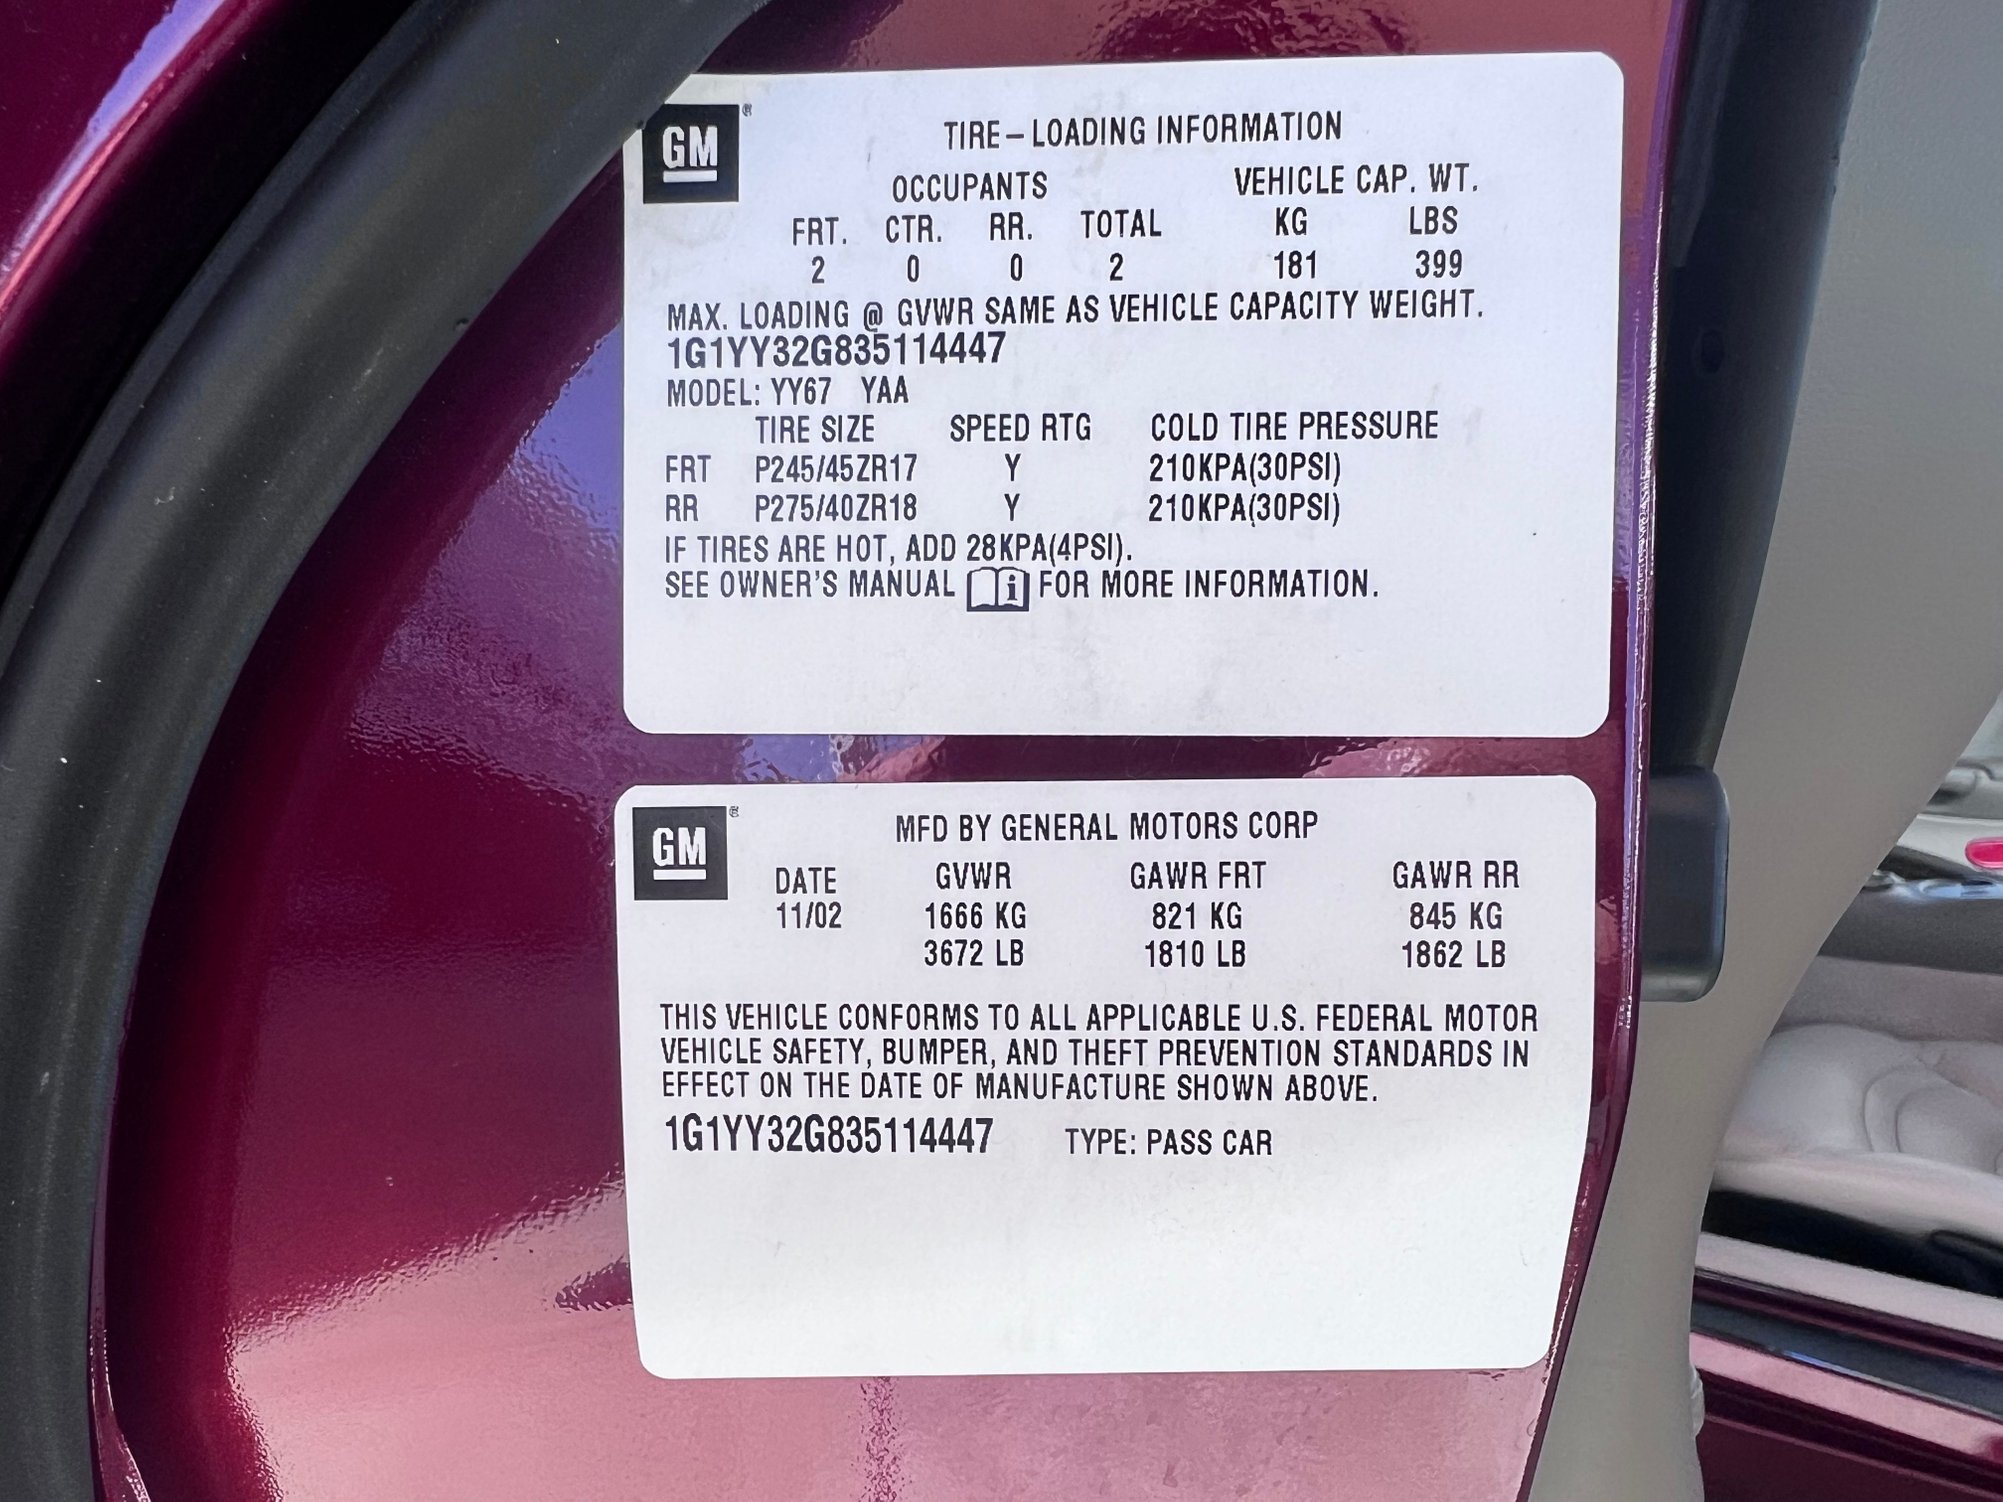 GM®
TIRE–LOADING INFORMATION
OCCUPANTS VEHICLE CAP. WT.
FRT. CTR. RR. TOTAL KG LBS
2 0 0 2 181 399
MAX. LOADING @ GVWR SAME AS VEHICLE CAPACITY WEIGHT.
1G1YY32G835114447
MODEL: YY67 YAA
TIRE SIZE SPEED RTG COLD TIRE PRESSURE
FRT P245/45ZR17 Y 210KPA(30PSI)
RR P275/40ZR18 Y 210KPA(30PSI)
IF TIRES ARE HOT, ADD 28KPA(4PSI).
SEE OWNER'S MANUAL i FOR MORE INFORMATION.
GM®
MFD BY GENERAL MOTORS CORP
DATE GVWR GAWR FRT GAWR RR
11/02 1666 KG 821 KG 845 KG
3672 LB 1810 LB 1862 LB
THIS VEHICLE CONFORMS TO ALL APPLICABLE U.S. FEDERAL MOTOR
VEHICLE SAFETY, BUMPER, AND THEFT PREVENTION STANDARDS IN
EFFECT ON THE DATE OF MANUFACTURE SHOWN ABOVE.
1G1YY32G835114447 TYPE: PASS CAR